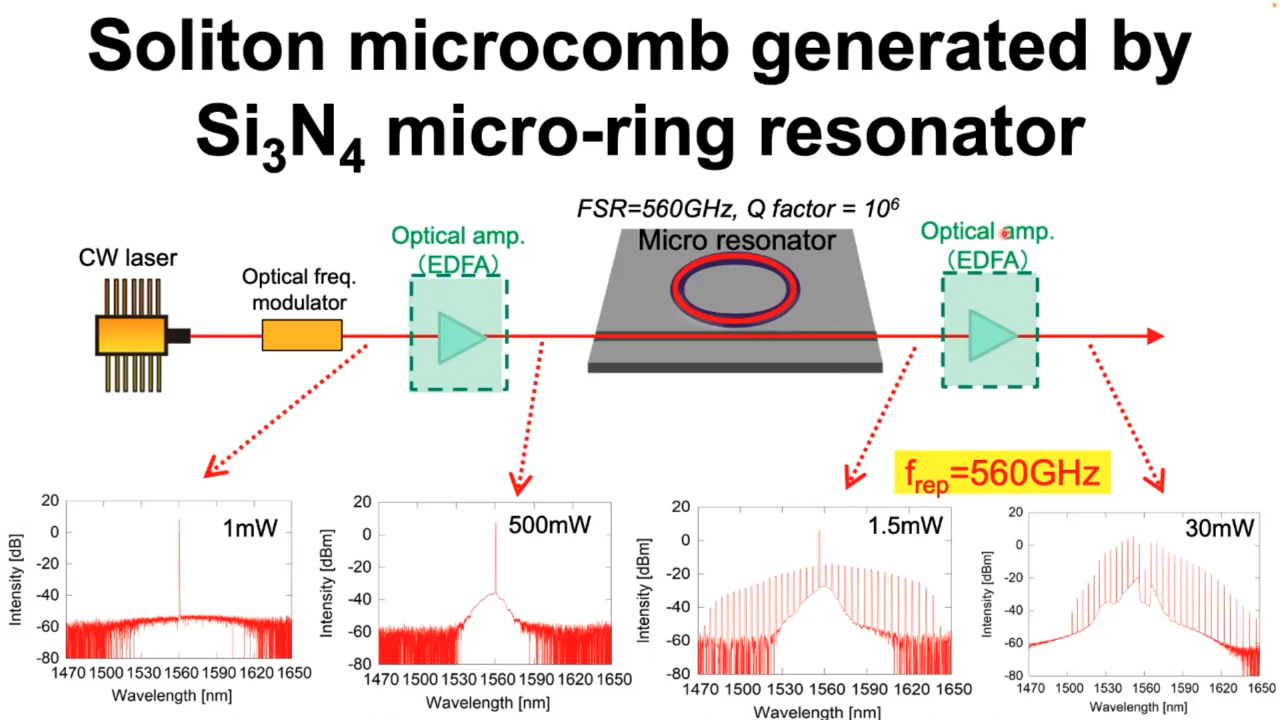 Soliton microcomb generated by
Si₃N₄ micro-ring resonator
FSR=560GHz, Q factor = 10⁶
Micro resonator
CW laser
Optical freq.
modulator
Optical amp.
（EDFA）
Optical amp.
（EDFA）
frep=560GHz
20
0
-20
-40
-60
-80
Intensity [dB]
1mW
1470 1500 1530 1560 1590 1620 1650
Wavelength [nm]
20
0
-20
-40
-60
-80
Intensity [dBm]
500mW
1470 1500 1530 1560 1590 1620 1650
Wavelength [nm]
20
0
-20
-40
-60
-80
Intensity [dBm]
1.5mW
1470 1500 1530 1560 1590 1620 1650
Wavelength [nm]
20
0
-20
-40
-60
-80
Intensity [dBm]
30mW
1470 1500 1530 1560 1590 1620 1650
Wavelength [nm]